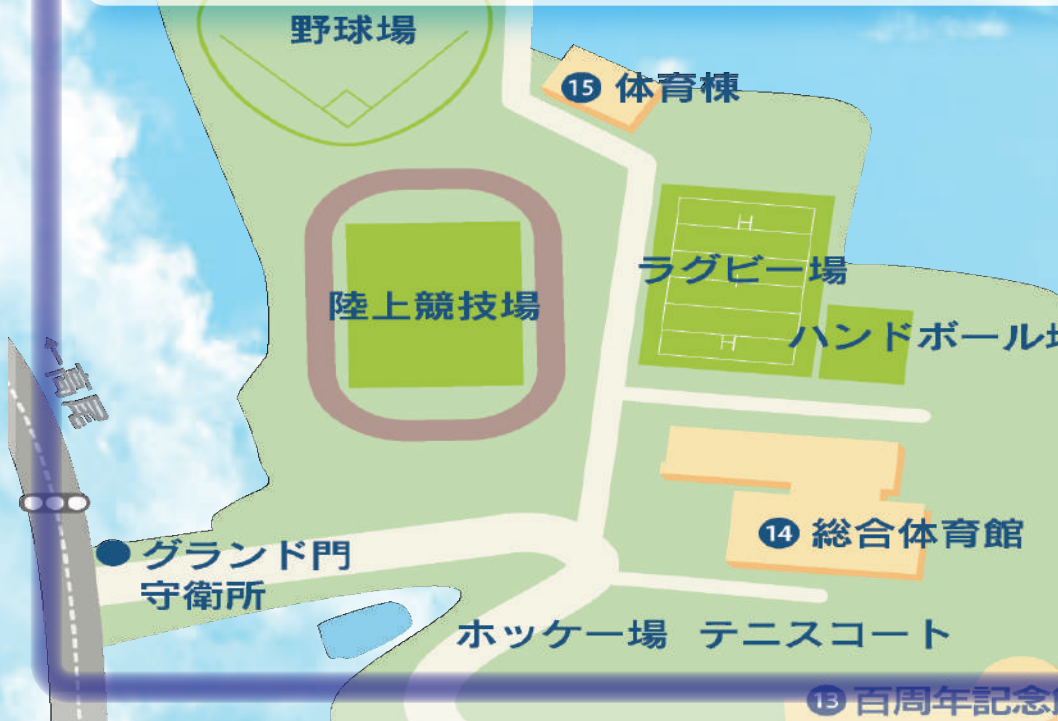 野球場
15 体育棟
ラグビー場
陸上競技場
ハンドボール
←高尾
14 総合体育館
グランド門
守衛所
ホッケー場 テニスコート
13 百周年記念